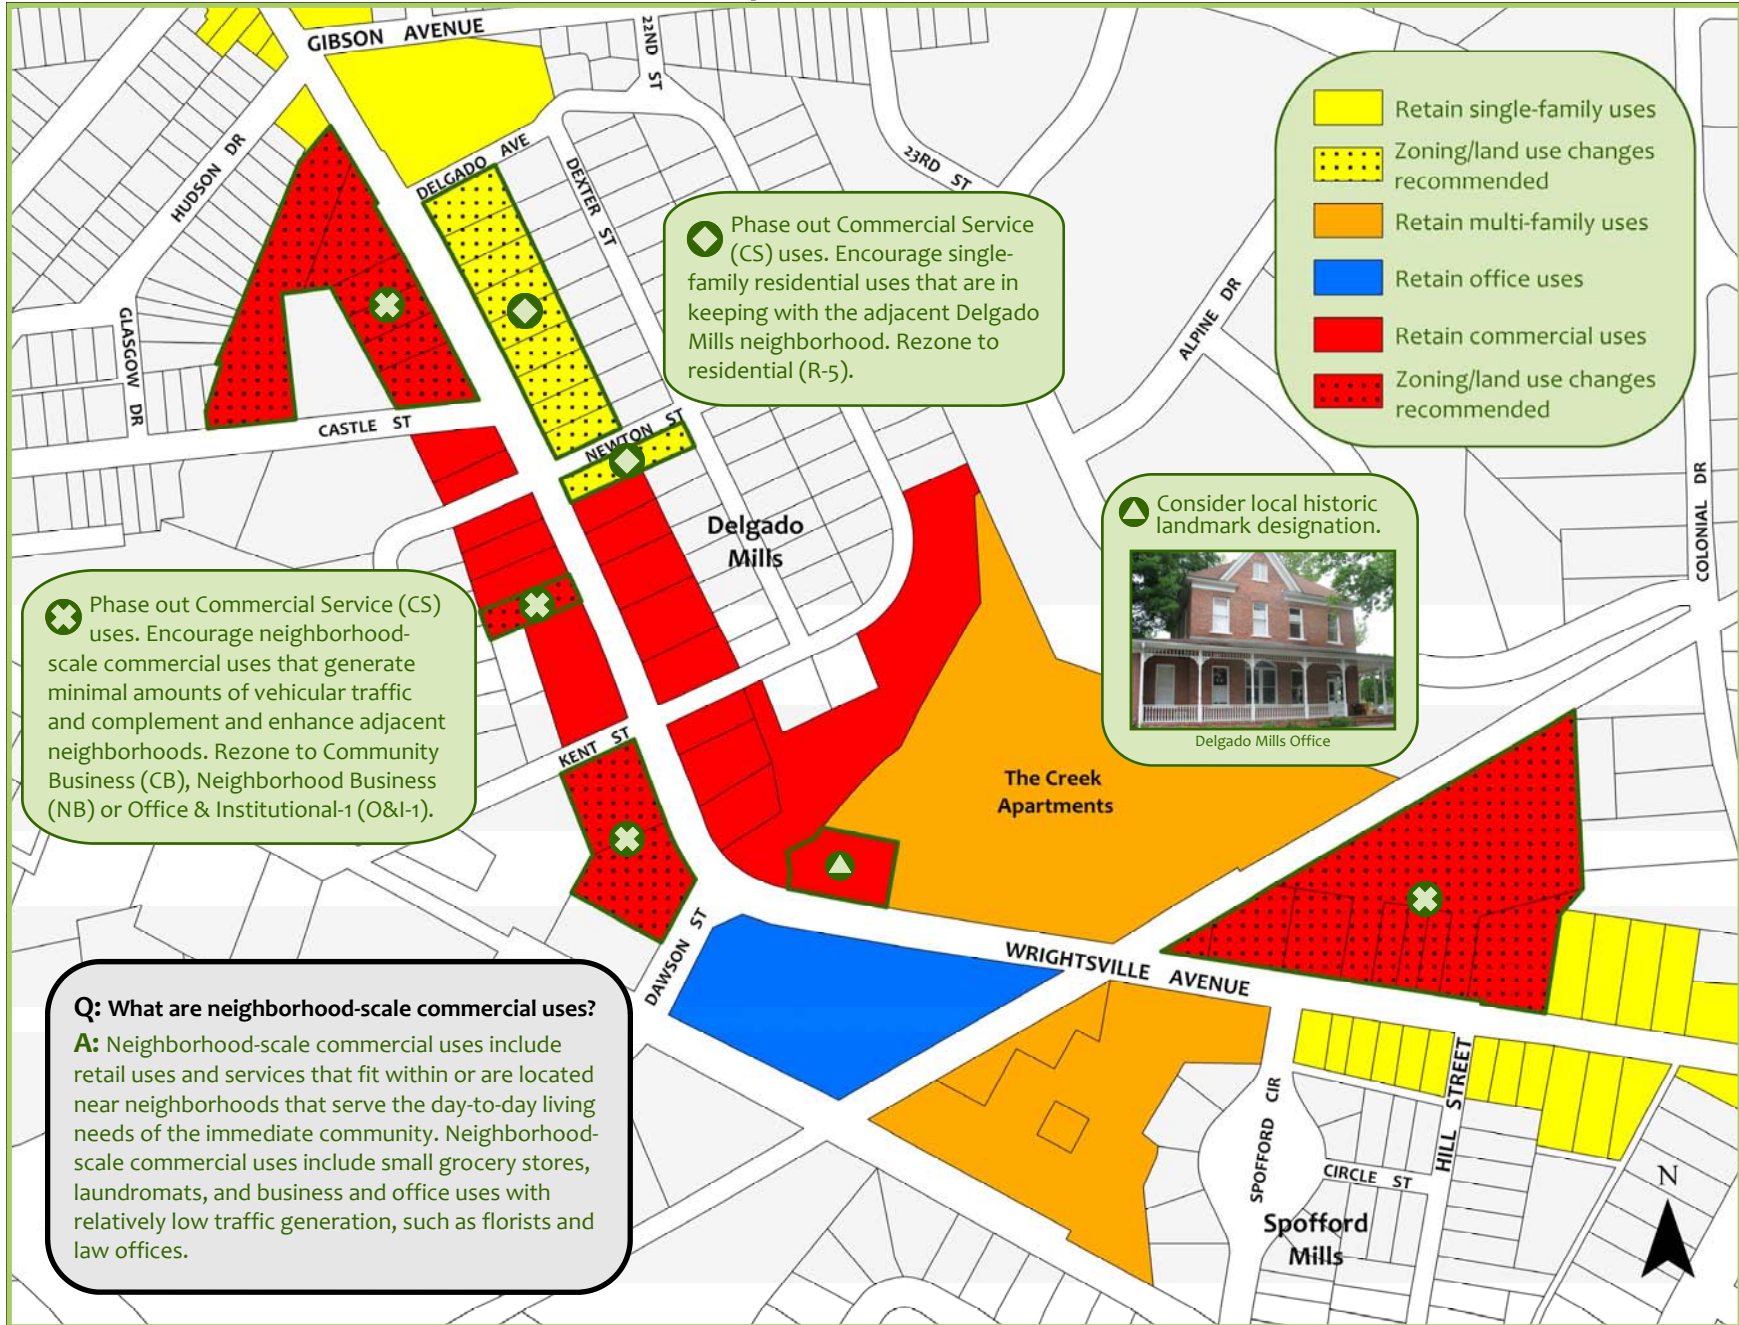 GIBSON AVENUE
22ND ST
HUDSON DR
DELGADO AVE
DEXTER ST
23RD ST
Retain single-family uses
Zoning/land use changes
recommended
Retain multi-family uses
Retain office uses
Retain commercial uses
Zoning/land use changes
recommended
Phase out Commercial Service
(CS) uses. Encourage single-
family residential uses that are in
keeping with the adjacent Delgado
Mills neighborhood. Rezone to
residential (R-5).
ALPINE DR
GLASGOW DR
CASTLE ST
NEWTON ST
COLONIAL DR
Delgado
Mills
Consider local historic
landmark designation.
Delgado Mills Office
Phase out Commercial Service (CS)
uses. Encourage neighborhood-
scale commercial uses that generate
minimal amounts of vehicular traffic
and complement and enhance adjacent
neighborhoods. Rezone to Community
Business (CB), Neighborhood Business
(NB) or Office & Institutional-1 (O&I-1).
KENT ST
The Creek
Apartments
DAWSON ST
WRIGHTSVILLE AVENUE
Q: What are neighborhood-scale commercial uses?
A: Neighborhood-scale commercial uses include
retail uses and services that fit within or are located
near neighborhoods that serve the day-to-day living
needs of the immediate community. Neighborhood-
scale commercial uses include small grocery stores,
laundromats, and business and office uses with
relatively low traffic generation, such as florists and
law offices.
SPOFFORD CIR
HILL STREET
CIRCLE ST
Spofford
Mills
N